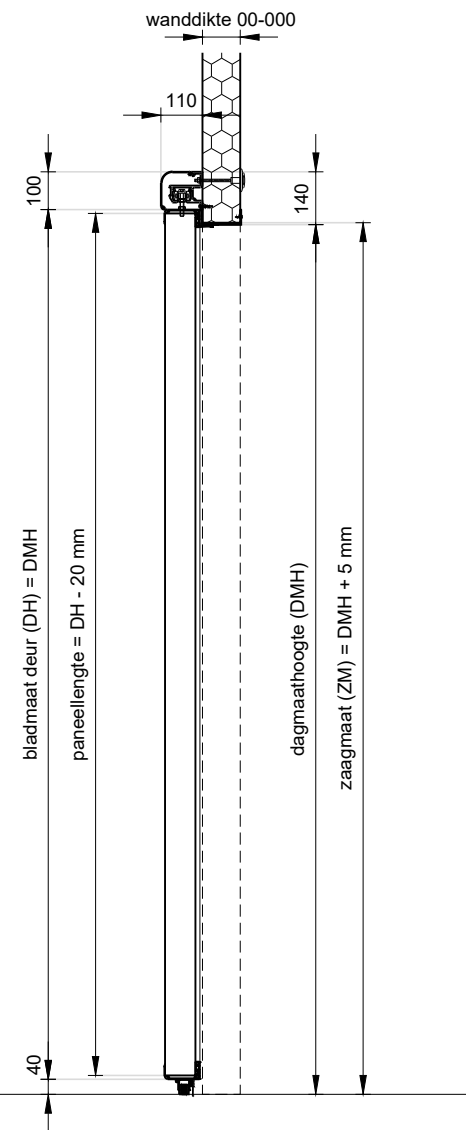 wanddikte 00-000
110
100
140
bladmaat deur (DH) = DMH
paneellengte = DH - 20 mm
dagmaathoogte (DMH)
zaagmaat (ZM) = DMH + 5 mm
40